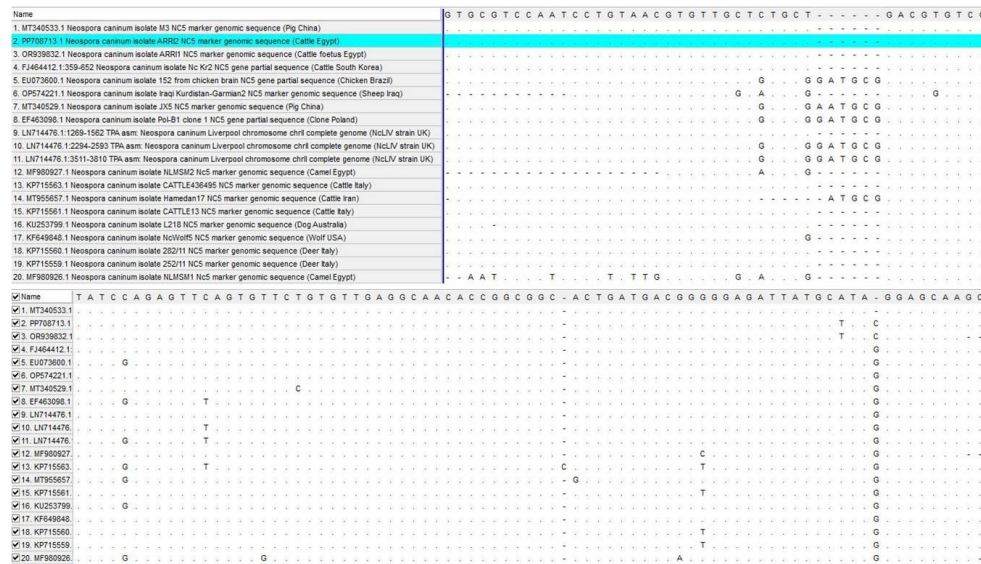 Name G T G C G T C C A A T C C T G T A A C G T G T T G C T C T G C T - - - - - - G A C G T G T C
1. MT340533.1 Neospora caninum isolate M3 NC5 marker genomic sequence (Pig China) - - - - - -
2. PP708713.1 Neospora caninum isolate ARRI2 NC5 marker genomic sequence (Cattle Egypt) - - - - - -
3. OR939832.1 Neospora caninum isolate ARRI1 NC5 marker genomic sequence (Cattle foetus Egypt) - - - - - -
4. FJ464412.1:359-652 Neospora caninum isolate Nc Kr2 NC5 gene partial sequence (Cattle South Korea) - - - - - -
5. EU073600.1 Neospora caninum isolate 152 from chicken brain NC5 gene partial sequence (Chicken Brazil) G G G A T G C G
6. OP574221.1 Neospora caninum isolate Iraqi Kurdistan-Garmian2 NC5 marker genomic sequence (Sheep Iraq) - - - - - - - - - - - G A G - - - - - - G
7. MT340529.1 Neospora caninum isolate JX5 NC5 marker genomic sequence (Pig China) G G A A T G C G
8. EF463098.1 Neospora caninum isolate Pol-B1 clone 1 NC5 gene partial sequence (Clone Poland) G G G A T G C G
9. LN714476.1:1269-1562 TPA asm: Neospora caninum Liverpool chromosome chrII complete genome (NcLIV strain UK) - - - - - -
10. LN714476.1:2294-2593 TPA asm: Neospora caninum Liverpool chromosome chrII complete genome (NcLIV strain UK) G G G A T G C G
11. LN714476.1:3511-3810 TPA asm: Neospora caninum Liverpool chromosome chrII complete genome (NcLIV strain UK) G G G A T G C G
12. MF980927.1 Neospora caninum isolate NLMSM2 Nc5 marker genomic sequence (Camel Egypt) - - - - - - - - - - - - - - - - - - - - A G - - - - - -
13. KP715563.1 Neospora caninum isolate CATTLE436495 NC5 marker genomic sequence (Cattle Italy) - - - - - -
14. MT955657.1 Neospora caninum isolate Hamedan17 NC5 marker genomic sequence (Cattle Iran) - - - - - - A T G C G
15. KP715561.1 Neospora caninum isolate CATTLE13 NC5 marker genomic sequence (Cattle Italy) - - - - - -
16. KU253799.1 Neospora caninum isolate L218 NC5 marker genomic sequence (Dog Australia) - - - - - - -
17. KF649848.1 Neospora caninum isolate NcWolf5 NC5 marker genomic sequence (Wolf USA) G - - - - - -
18. KP715560.1 Neospora caninum isolate 282/11 NC5 marker genomic sequence (Deer Italy) - - - - - -
19. KP715559.1 Neospora caninum isolate 252/11 NC5 marker genomic sequence (Deer Italy) - - - - - -
20. MF980926.1 Neospora caninum isolate NLMSM1 Nc5 marker genomic sequence (Camel Egypt) - - A A T T T T T G G A G - - - - - -
Name T A T C C A G A G T T C A G T G T T C T G T G T T G A G G C A A C A C C G G C G G C - A C T G A T G A C G G G G G A G A T T A T G C A T A - G G A G C A A G C
1. MT340533.1 - -
2. PP708713.1 - T C
3. OR939832.1 - T C - -
4. FJ464412.1: - G
5. EU073600.1 G - G
6. OP574221.1 - G
7. MT340529.1 C - G
8. EF463098.1 G T - G
9. LN714476.1 - G
10. LN714476. T - G
11. LN714476. G T - G
12. MF980927. - C G - -
13. KP715563. G T C T G
14. MT955657. G - G G
15. KP715561. - T G
16. KU253799. G - G
17. KF649848. - G
18. KP715560. - T G
19. KP715559. - T G
20. MF980926. G G - A G -